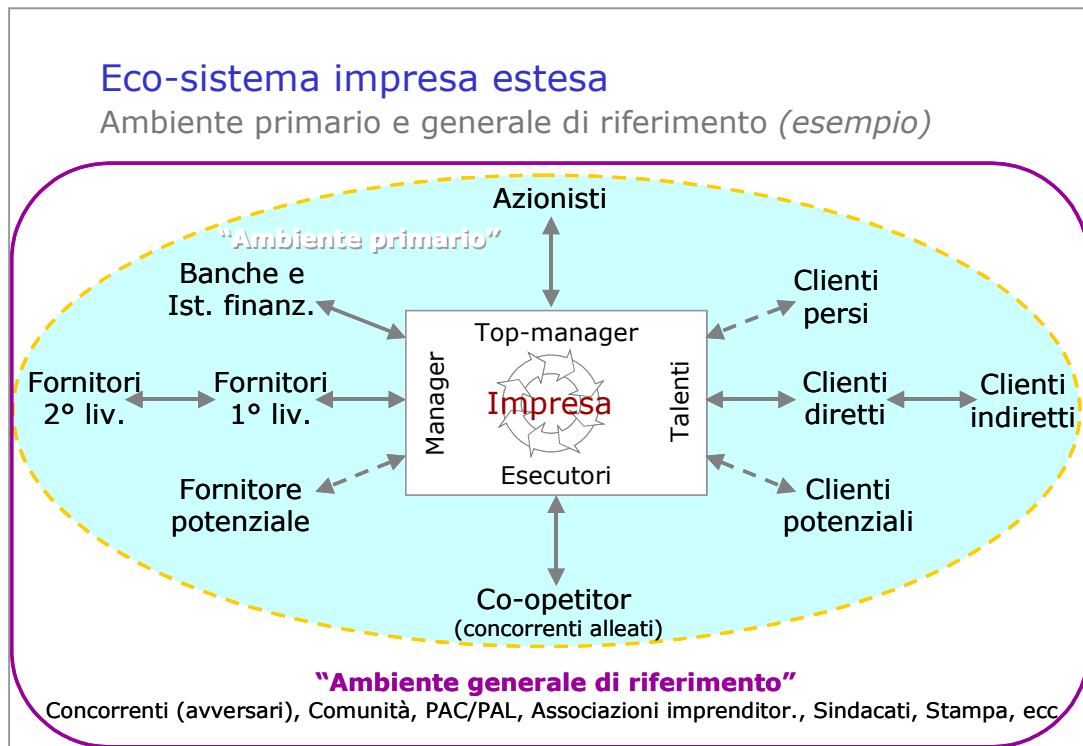 Eco-sistema impresa estesa
Ambiente primario e generale di riferimento (esempio)
Azionisti
“Ambiente primario”
Banche e
Ist. finanz.
Clienti
persi
Top-manager
Manager
Impresa
Talenti
Esecutori
Fornitori
2° liv.
Fornitori
1° liv.
Clienti
diretti
Clienti
indiretti
Fornitore
potenziale
Clienti
potenziali
Co-opetitor
(concorrenti alleati)
“Ambiente generale di riferimento”
Concorrenti (avversari), Comunità, PAC/PAL, Associazioni imprenditor., Sindacati, Stampa, ecc